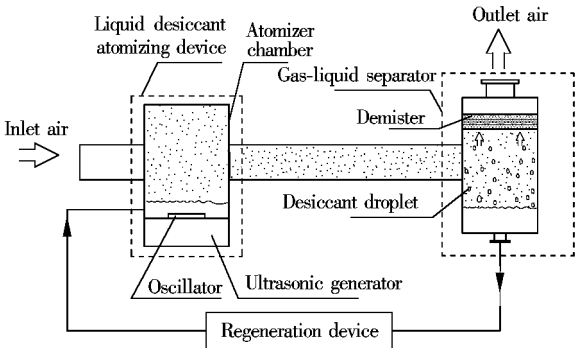 Liquid desiccant
atomizing device
Atomizer
chamber
Outlet air
Gas-liquid separator
Demister
Inlet air
Desiccant droplet
Oscillator
Ultrasonic generator
Regeneration device